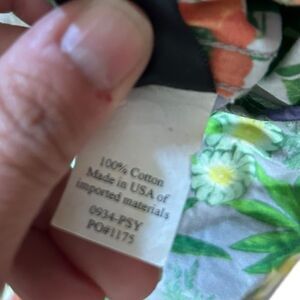 100% Cotton
Made in USA of
imported materials
0934-PSY
PO#1175